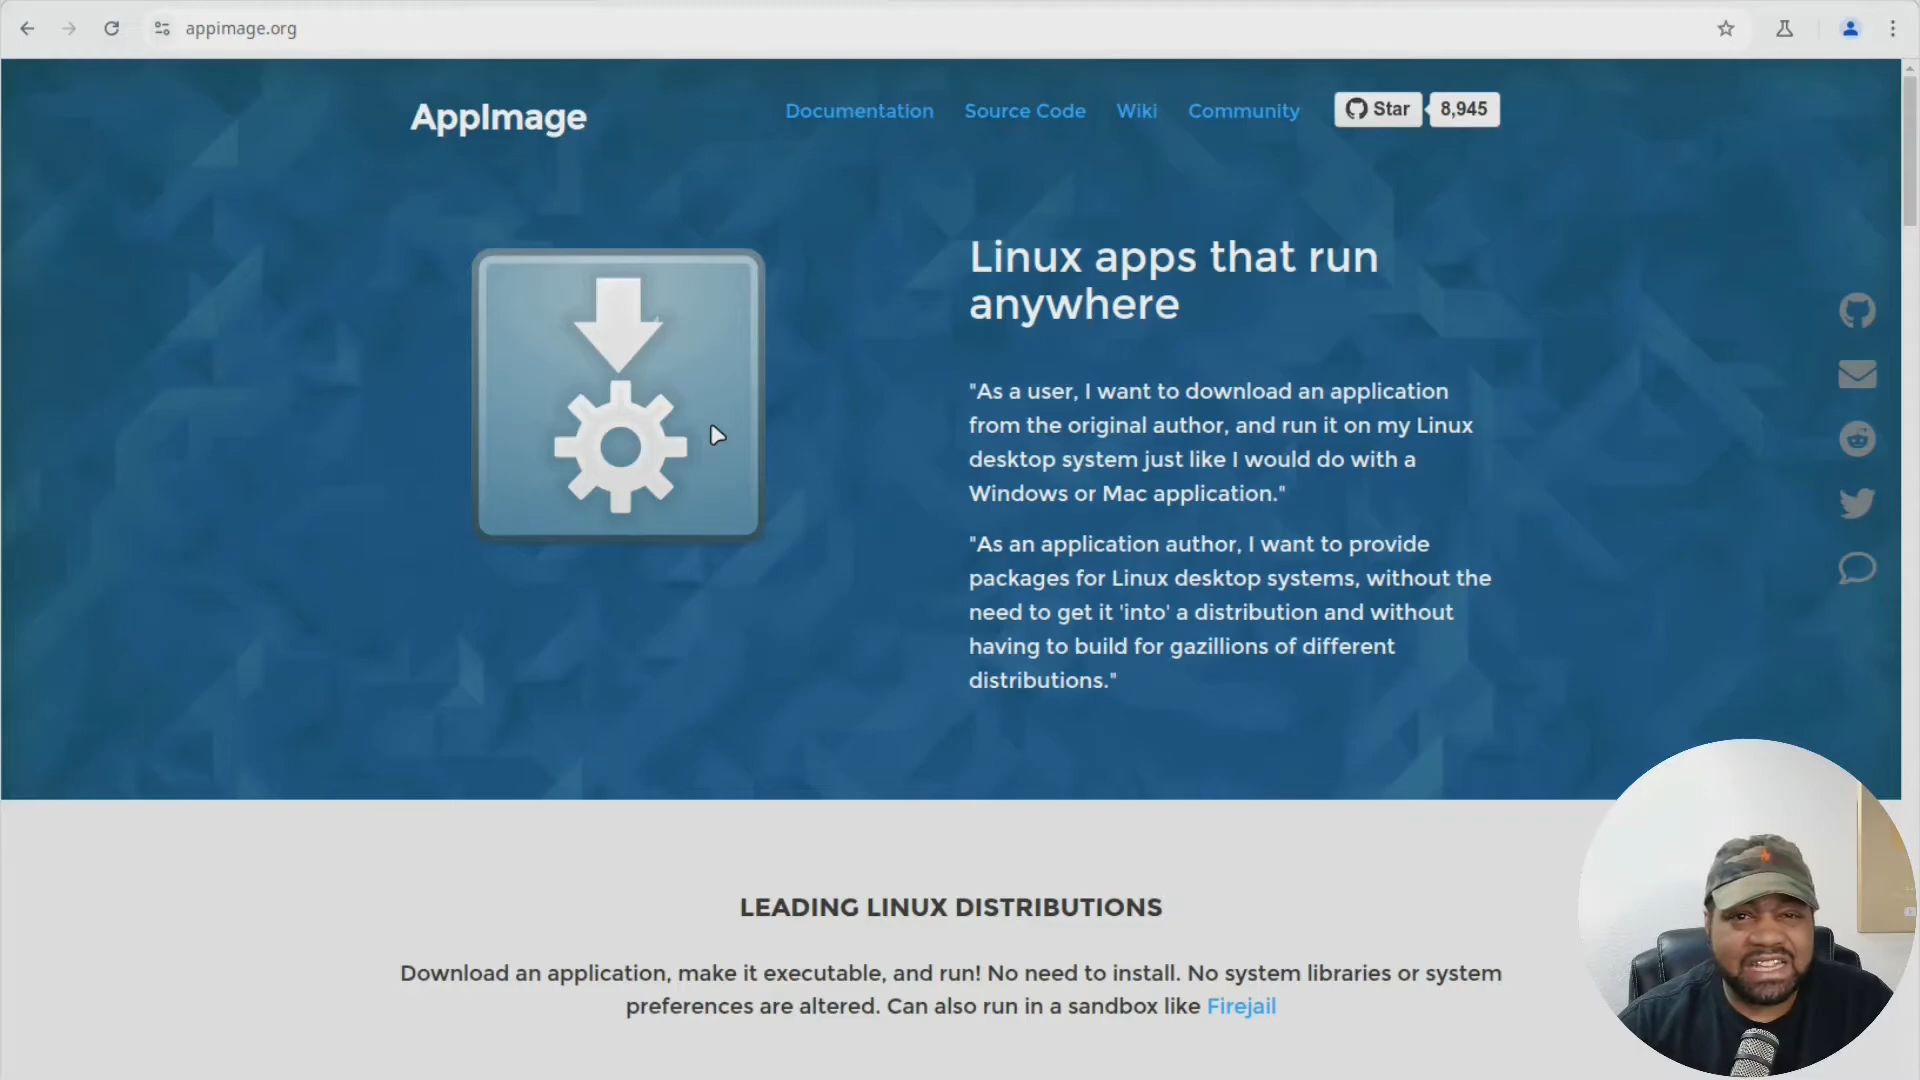 appimage.org
AppImage
Documentation
Source Code
Wiki
Community
Star
8,945
Linux apps that run
anywhere
"As a user, I want to download an application
from the original author, and run it on my Linux
desktop system just like I would do with a
Windows or Mac application."
"As an application author, I want to provide
packages for Linux desktop systems, without the
need to get it 'into' a distribution and without
having to build for gazillions of different
distributions."
LEADING LINUX DISTRIBUTIONS
Download an application, make it executable, and run! No need to install. No system libraries or system
preferences are altered. Can also run in a sandbox like Firejail